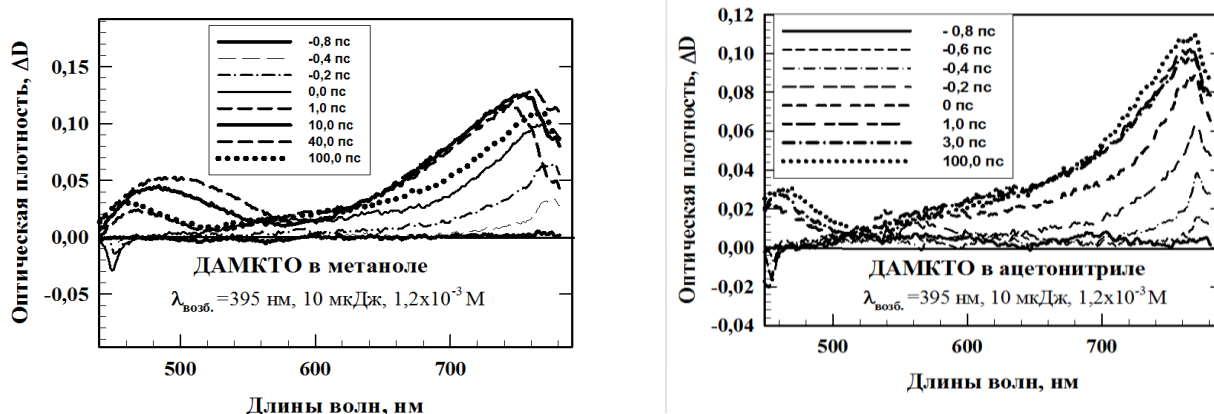 Оптическая плотность, ΔD
0,15
0,10
0,05
0,00
-0,05
-0,8 пс
-0,4 пс
-0,2 пс
0,0 пс
1,0 пс
10,0 пс
40,0 пс
100,0 пс
ДАМКТО в метаноле
λвозб. =395 нм, 10 мкДж, 1,2x10⁻³ М
500 600 700
Длины волн, нм
Оптическая плотность, ΔD
0,12
0,10
0,08
0,06
0,04
0,02
0,00
-0,02
-0,04
- 0,8 пс
-0,6 пс
-0,4 пс
-0,2 пс
0 пс
1,0 пс
3,0 пс
100,0 пс
ДАМКТО в ацетонитриле
λвозб. =395 нм, 10 мкДж, 1,2x10⁻³ М
500 600 700
Длины волн, нм